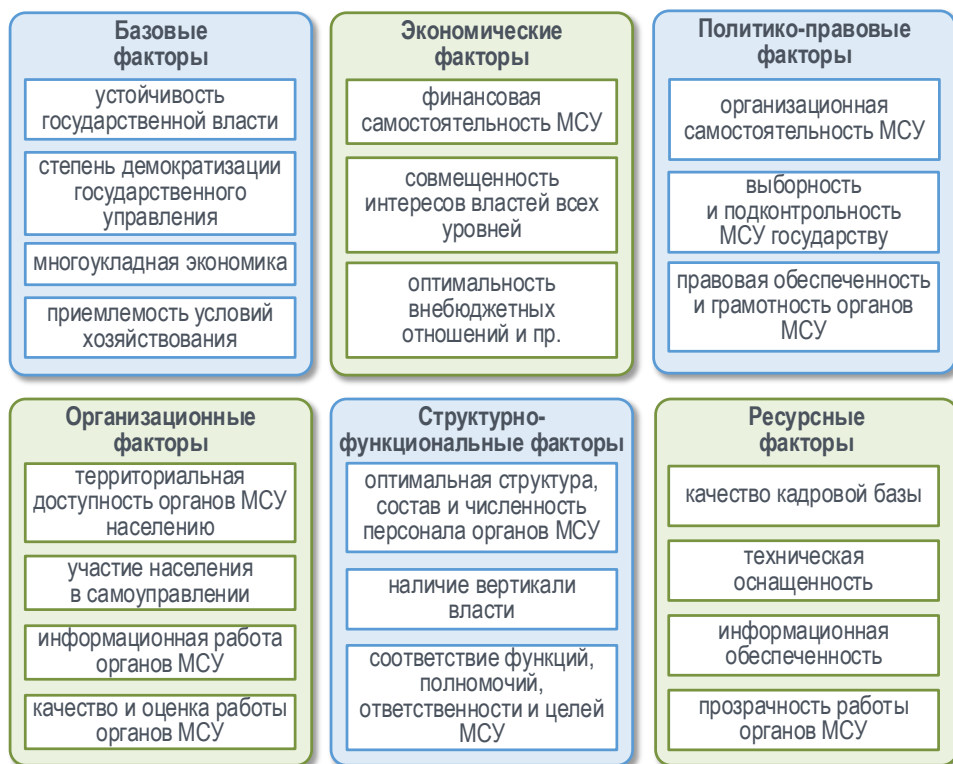 Базовые
факторы
устойчивость
государственной власти
степень демократизации
государственного
управления
многоукладная экономика
приемлемость условий
хозяйствования
Экономические
факторы
финансовая
самостоятельность МСУ
совмещенность
интересов властей всех
уровней
оптимальность
внебюджетных
отношений и пр.
Политико-правовые
факторы
организационная
самостоятельность МСУ
выборность
и подконтрольность
МСУ государству
правовая обеспеченность
и грамотность органов
МСУ
Организационные
факторы
территориальная
доступность органов МСУ
населению
участие населения
в самоуправлении
информационная работа
органов МСУ
качество и оценка работы
органов МСУ
Структурно-
функциональные факторы
оптимальная структура,
состав и численность
персонала органов МСУ
наличие вертикали
власти
соответствие функций,
полномочий,
ответственности и целей
МСУ
Ресурсные
факторы
качество кадровой базы
техническая
оснащенность
информационная
обеспеченность
прозрачность работы
органов МСУ